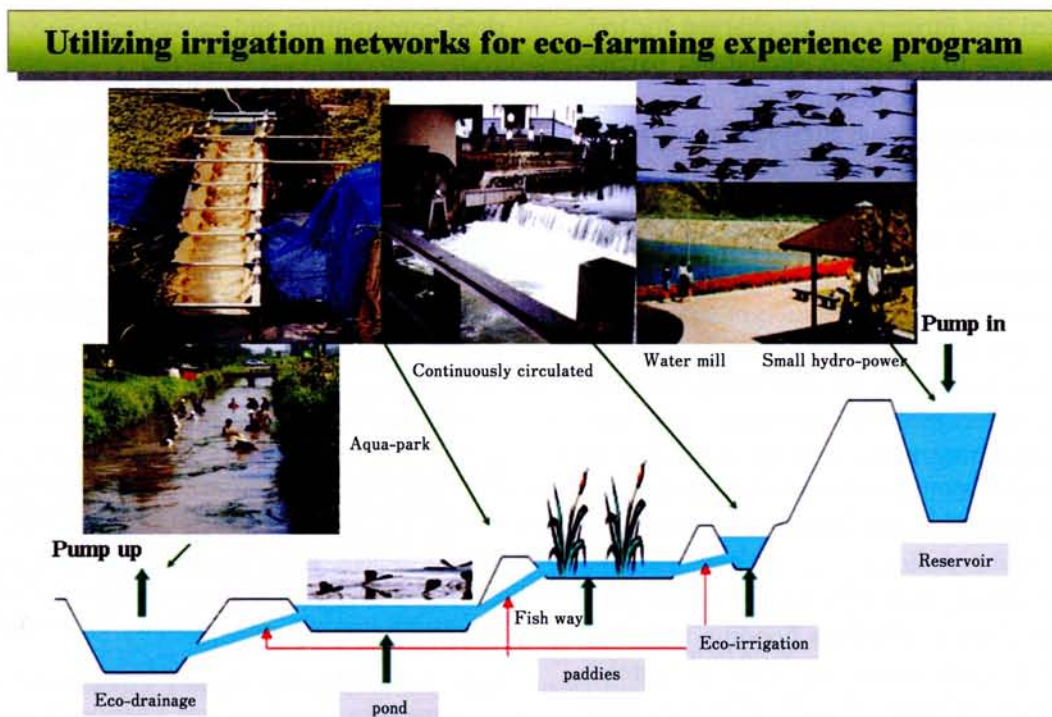 Utilizing irrigation networks for eco-farming experience program
Pump in
Continuously circulated
Water mill
Small hydro-power
Aqua-park
Pump up
Reservoir
Fish way
Eco-irrigation
paddies
Eco-drainage
pond